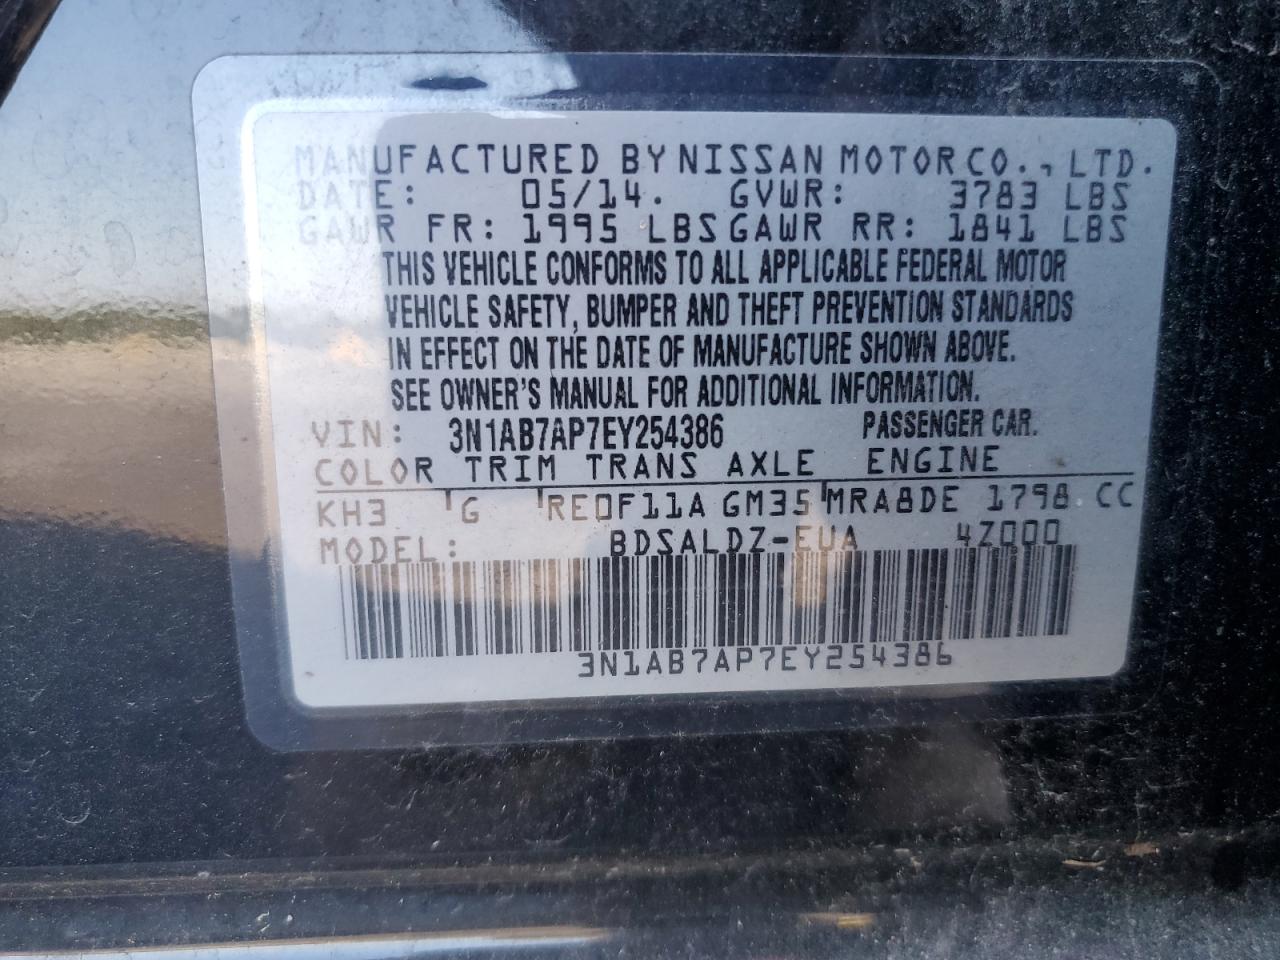 MANUFACTURED BY NISSAN MOTOR CO., LTD.
DATE: 05/14. GVWR: 3783 LBS
GAWR FR: 1995 LBS GAWR RR: 1841 LBS
THIS VEHICLE CONFORMS TO ALL APPLICABLE FEDERAL MOTOR
VEHICLE SAFETY, BUMPER AND THEFT PREVENTION STANDARDS
IN EFFECT ON THE DATE OF MANUFACTURE SHOWN ABOVE.
SEE OWNER'S MANUAL FOR ADDITIONAL INFORMATION.
VIN: 3N1AB7AP7EY254386 PASSENGER CAR.
COLOR TRIM TRANS AXLE ENGINE
KH3 G RE0F11A GM35 MRA8DE 1798 CC
MODEL: BDSALDZ-EUA 4Z000
3N1AB7AP7EY254386